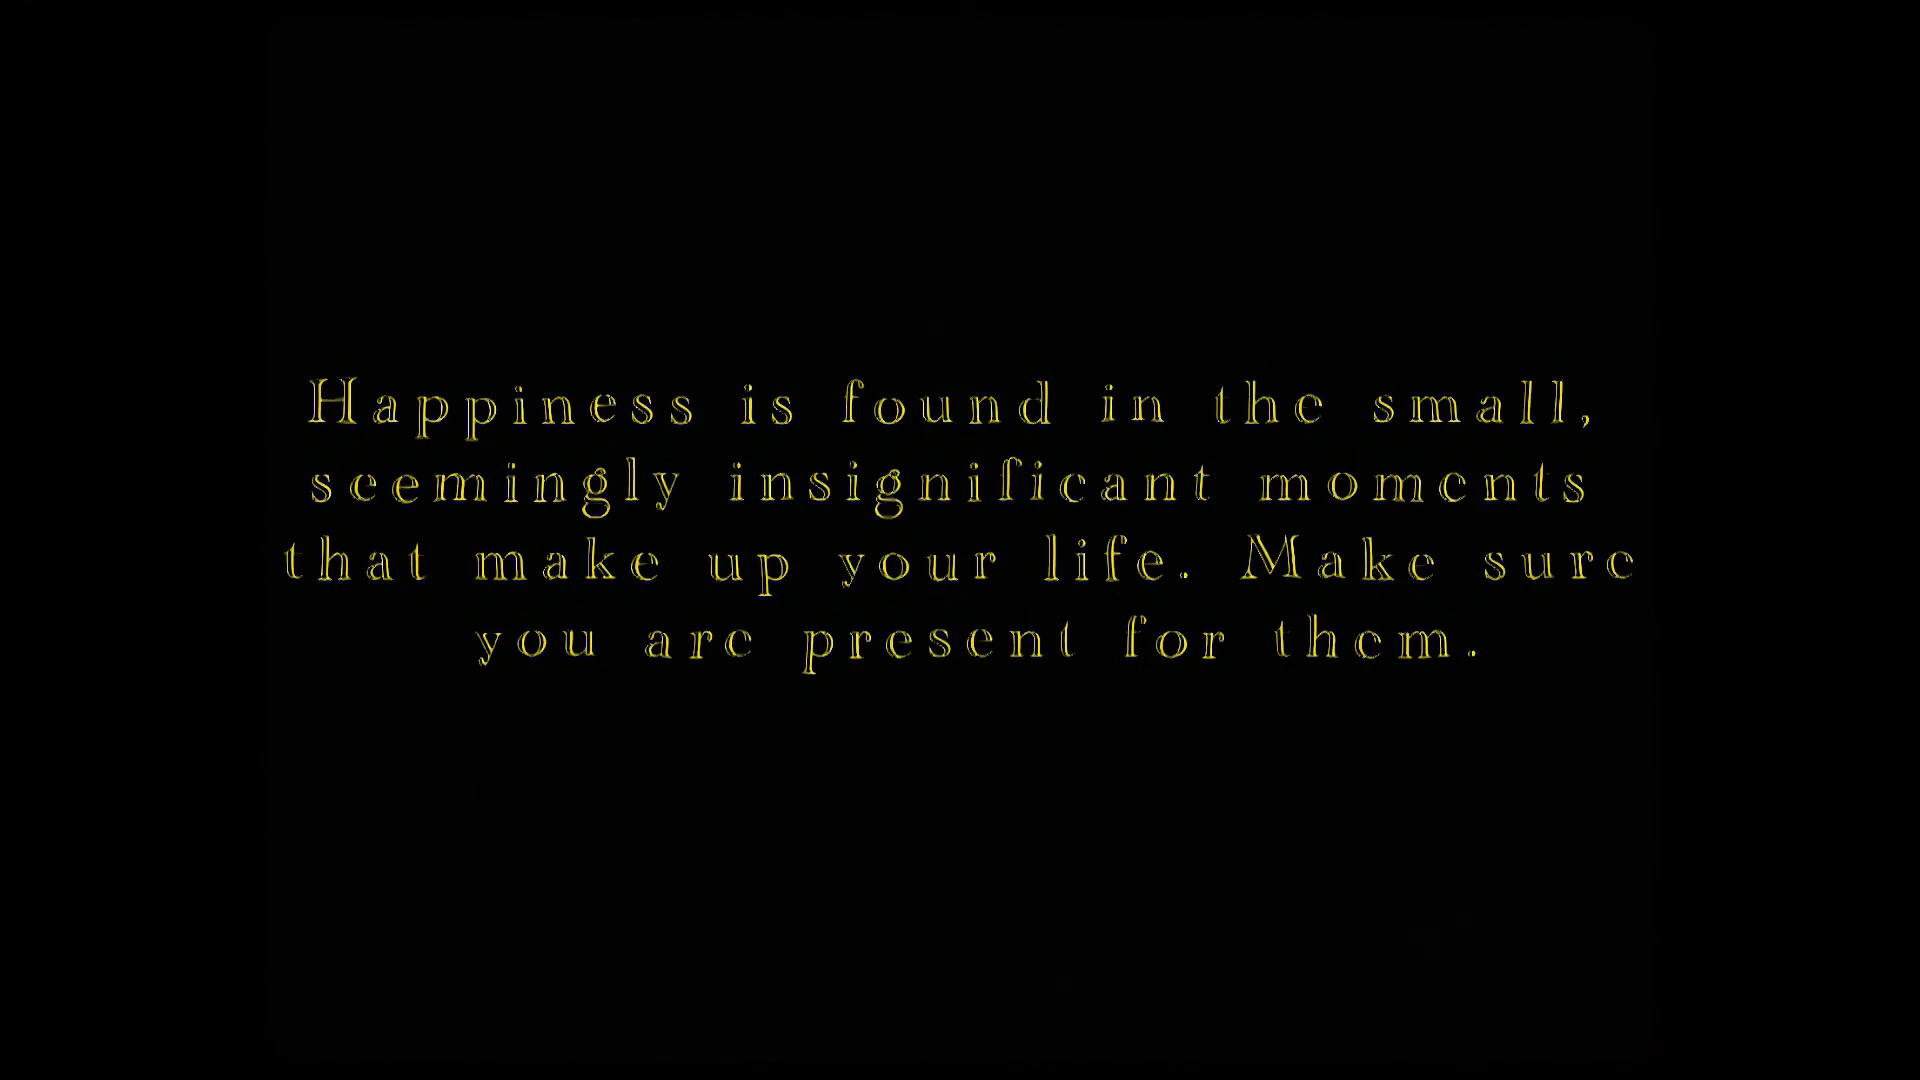 Happiness is found in the small,
seemingly insignificant moments
that make up your life. Make sure
you are present for them.